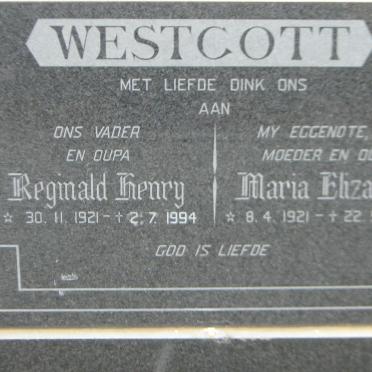 WESTCOTT
MET LIEFDE DINK ONS
AAN
ONS VADER
EN OUPA
Reginald Henry
☆ 30. 11. 1921 - † 2. 7. 1994
MY EGGENOTE,
MOEDER EN
Maria
☆ 8. 4. 1921 - † 22.
GOD IS LIEFDE